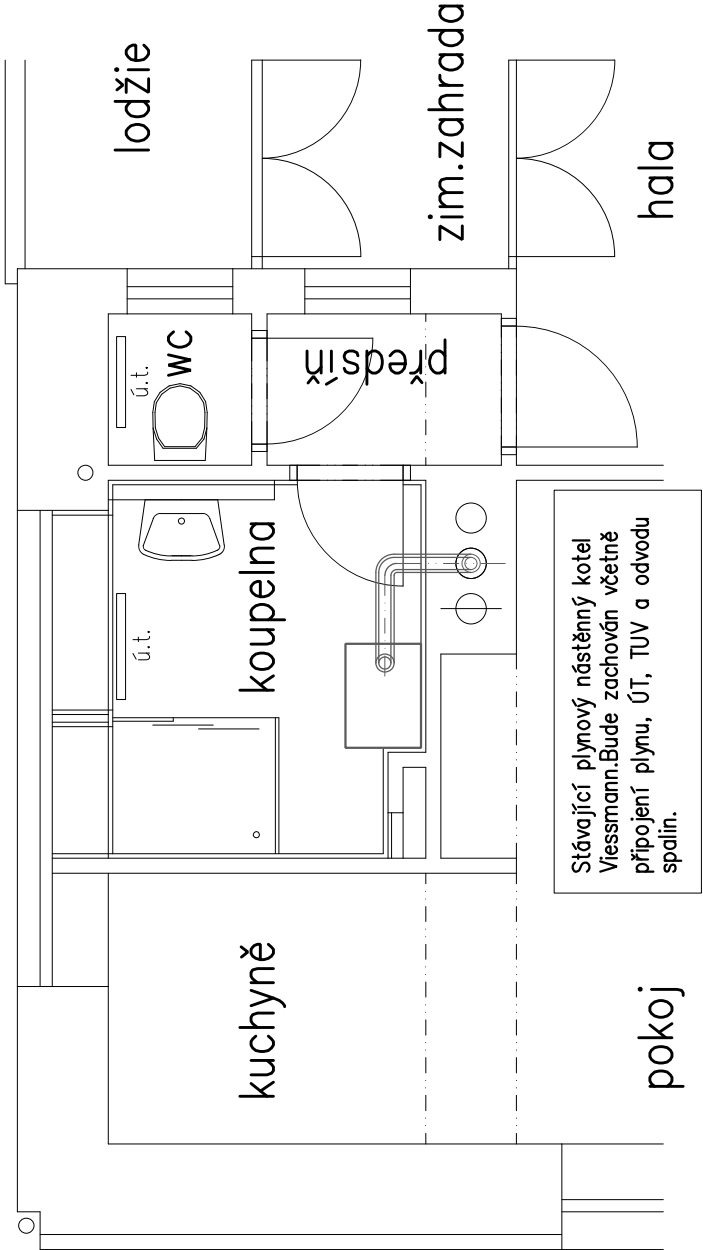 lodžie
zim.zahrada
hala
WC
ú.t.
předsíň
koupelna
ú.t.
kuchyně
pokoj
Stávající plynový nástěnný kotel
Viessmann.Bude zachován včetně
připojení plynu, ÚT, TUV a odvodu
spalin.